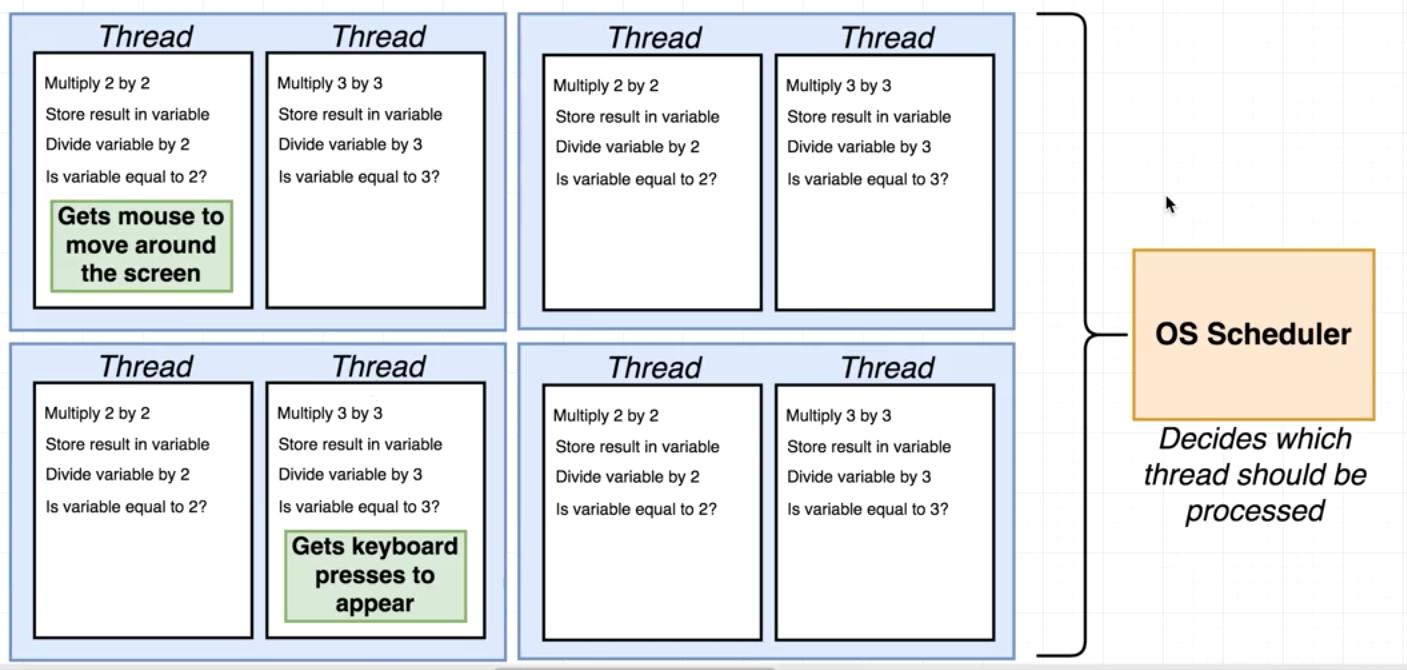 Thread
Multiply 2 by 2
Store result in variable
Divide variable by 2
Is variable equal to 2?
Gets mouse to
move around
the screen
Thread
Multiply 3 by 3
Store result in variable
Divide variable by 3
Is variable equal to 3?
Thread
Multiply 2 by 2
Store result in variable
Divide variable by 2
Is variable equal to 2?
Thread
Multiply 3 by 3
Store result in variable
Divide variable by 3
Is variable equal to 3?
Thread
Multiply 2 by 2
Store result in variable
Divide variable by 2
Is variable equal to 2?
Thread
Multiply 3 by 3
Store result in variable
Divide variable by 3
Is variable equal to 3?
Gets keyboard
presses to
appear
Thread
Multiply 2 by 2
Store result in variable
Divide variable by 2
Is variable equal to 2?
Thread
Multiply 3 by 3
Store result in variable
Divide variable by 3
Is variable equal to 3?
OS Scheduler
Decides which
thread should be
processed